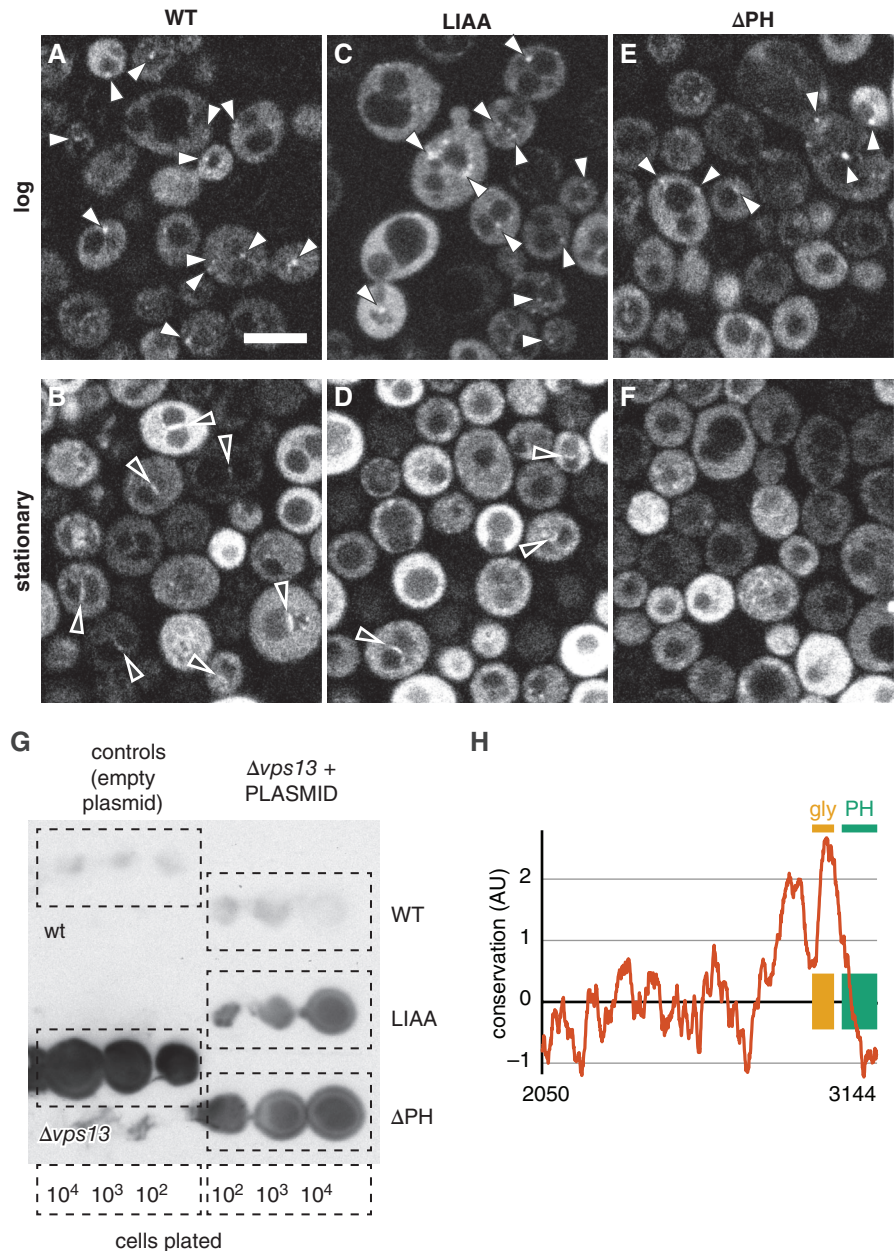 WT
LIAA
ΔPH
log
A
C
E
stationary
B
D
F
G
controls
(empty
plasmid)
Δvps13 +
PLASMID
wt
WT
LIAA
Δvps13
ΔPH
10⁴ 10³ 10²
10² 10³ 10⁴
cells plated
H
gly PH
conservation (AU)
2
1
0
−1
2050
3144